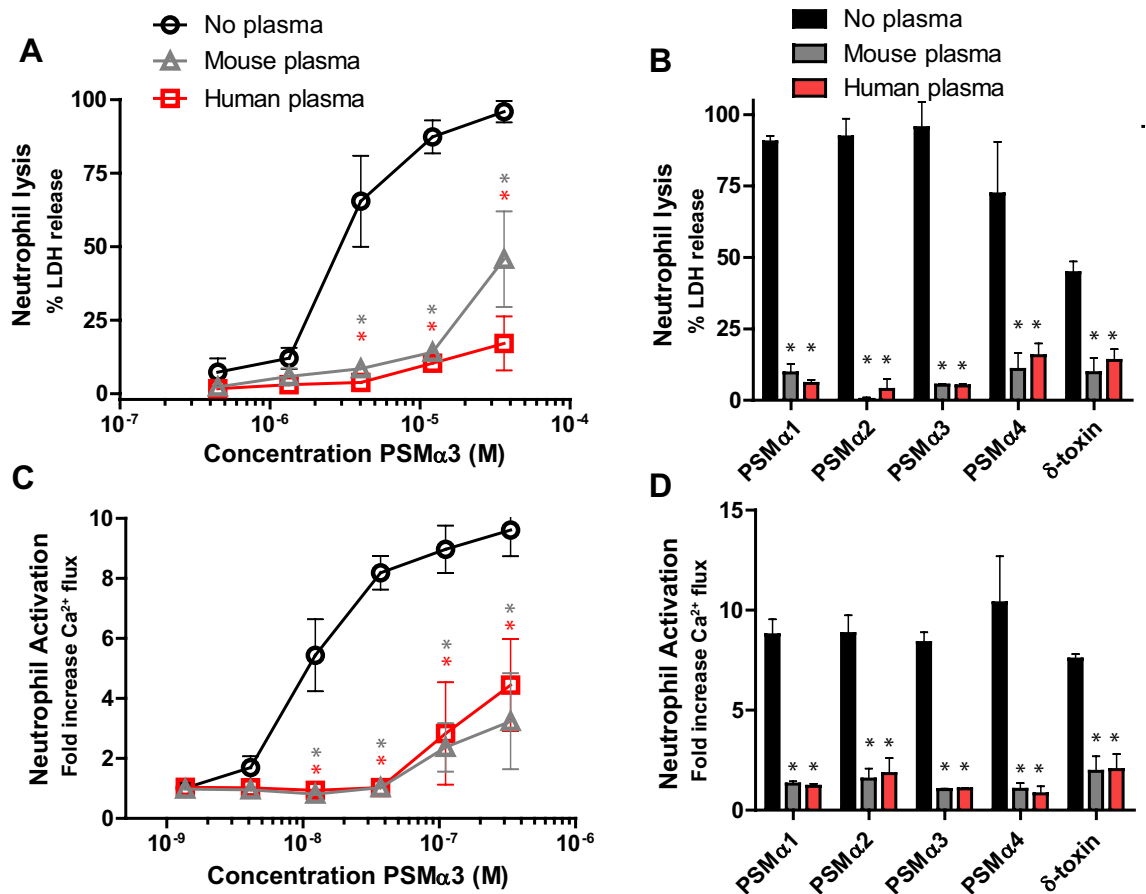 A
No plasma
Mouse plasma
Human plasma
Neutrophil lysis
% LDH release
100
75
50
25
0
10⁻⁷
10⁻⁶
10⁻⁵
10⁻⁴
*
*
*
*
*
*
Concentration PSMα3 (M)
B
No plasma
Mouse plasma
Human plasma
Neutrophil lysis
% LDH release
100
75
50
25
0
* *
* *
* *
* *
* *
PSMα1
PSMα2
PSMα3
PSMα4
δ-toxin
C
Neutrophil Activation
Fold increase Ca²⁺ flux
10
8
6
4
2
0
*
*
*
*
*
*
*
*
10⁻⁹
10⁻⁸
10⁻⁷
10⁻⁶
Concentration PSMα3 (M)
D
Neutrophil Activation
Fold increase Ca²⁺ flux
15
10
5
0
* *
* *
* *
* *
* *
PSMα1
PSMα2
PSMα3
PSMα4
δ-toxin